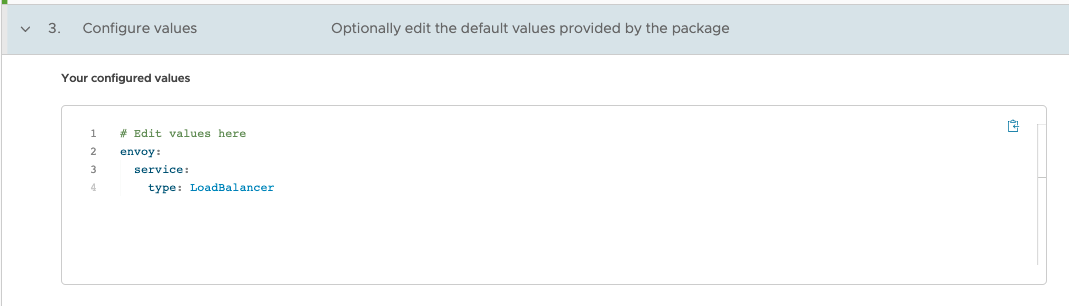 3. Configure values Optionally edit the default values provided by the package
Your configured values
1 # Edit values here
2 envoy:
3   service:
4     type: LoadBalancer